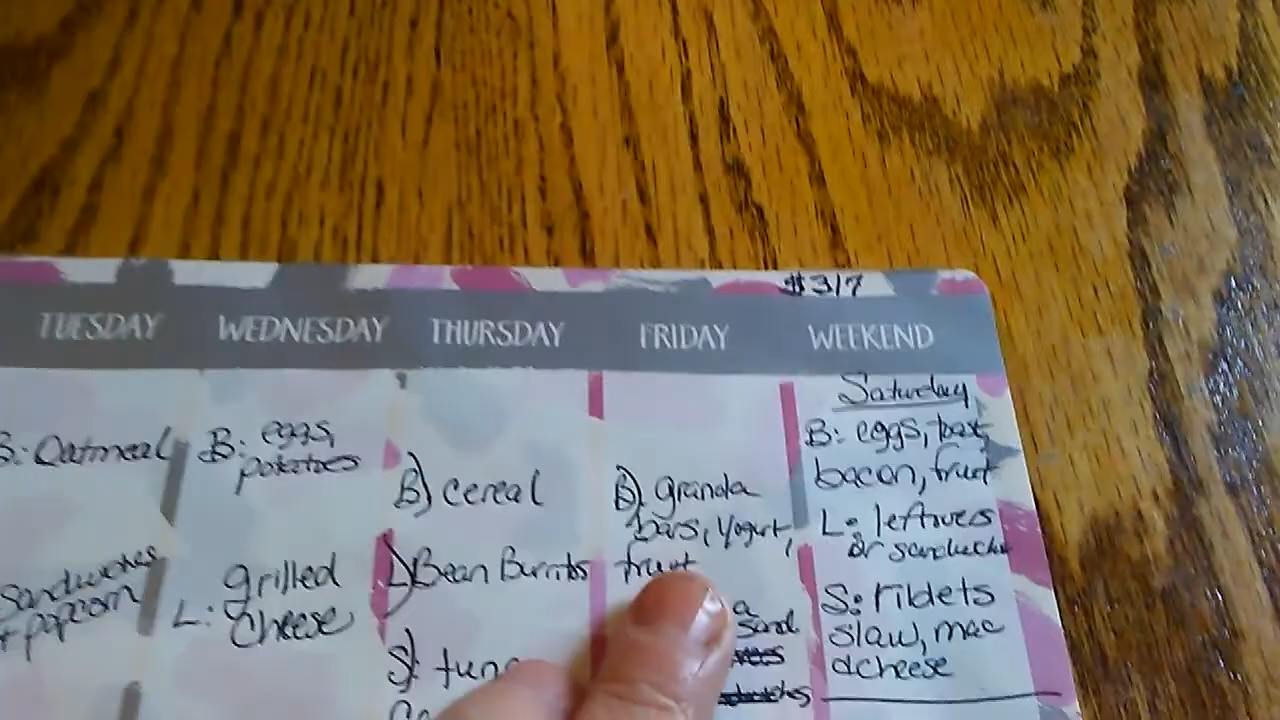 $317
TUESDAY WEDNESDAY THURSDAY FRIDAY WEEKEND
B: Oatmeal
Sandwiches
+ popcorn
B: eggs,
potatoes
L: grilled
Cheese
B) cereal
L) Bean Burritos
S) tuna
B) granola
bars, yogurt,
fruit
a
Saturday
B: eggs, toast,
bacon, fruit
L: leftovers
or sandwiches
S: riblets
slaw, mac
& cheese